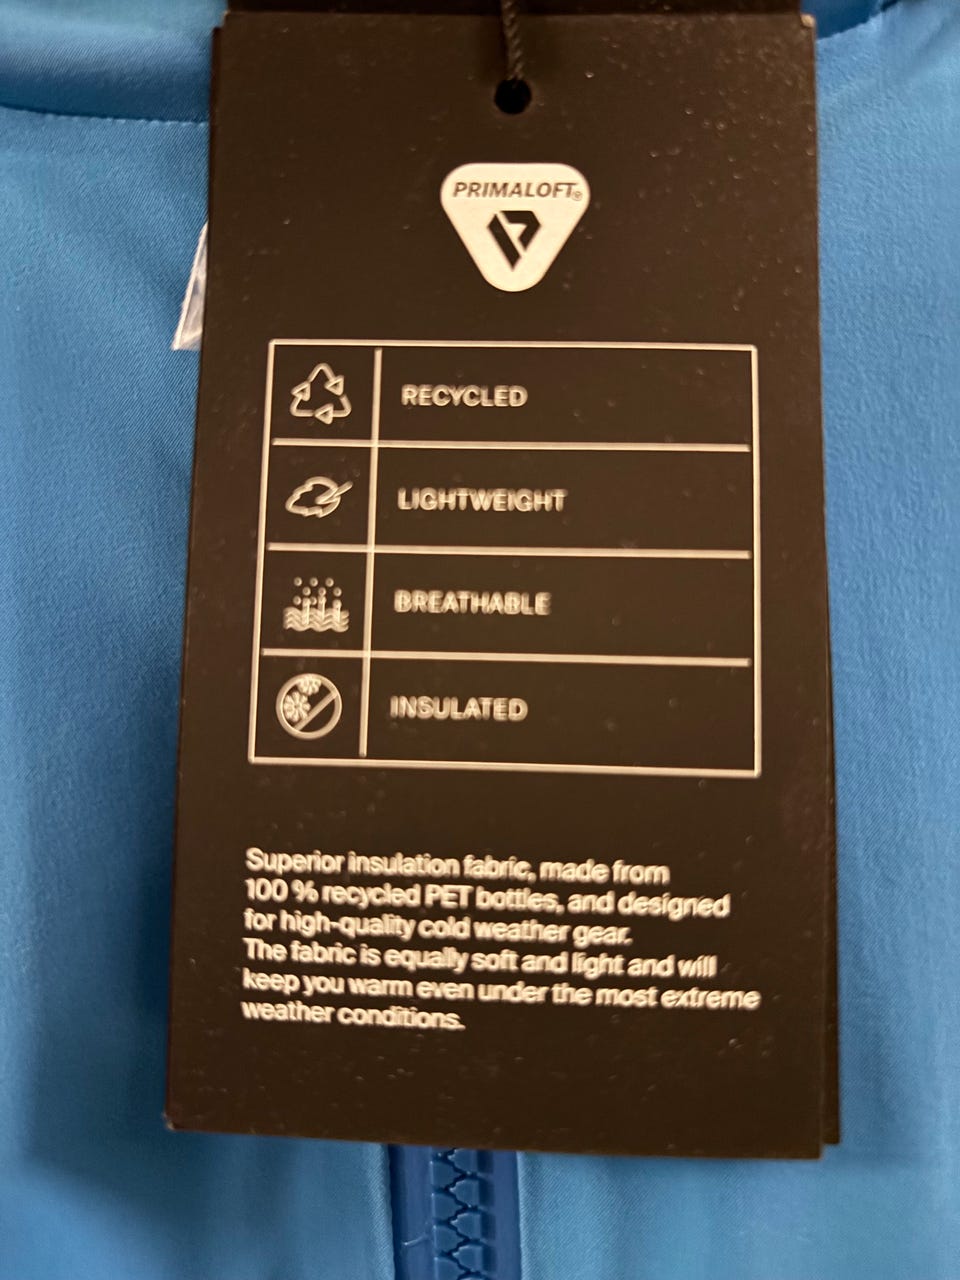 PRIMALOFT®
RECYCLED
LIGHTWEIGHT
BREATHABLE
INSULATED
Superior insulation fabric, made from
100 % recycled PET bottles, and designed
for high-quality cold weather gear.
The fabric is equally soft and light and will
keep you warm even under the most extreme
weather conditions.